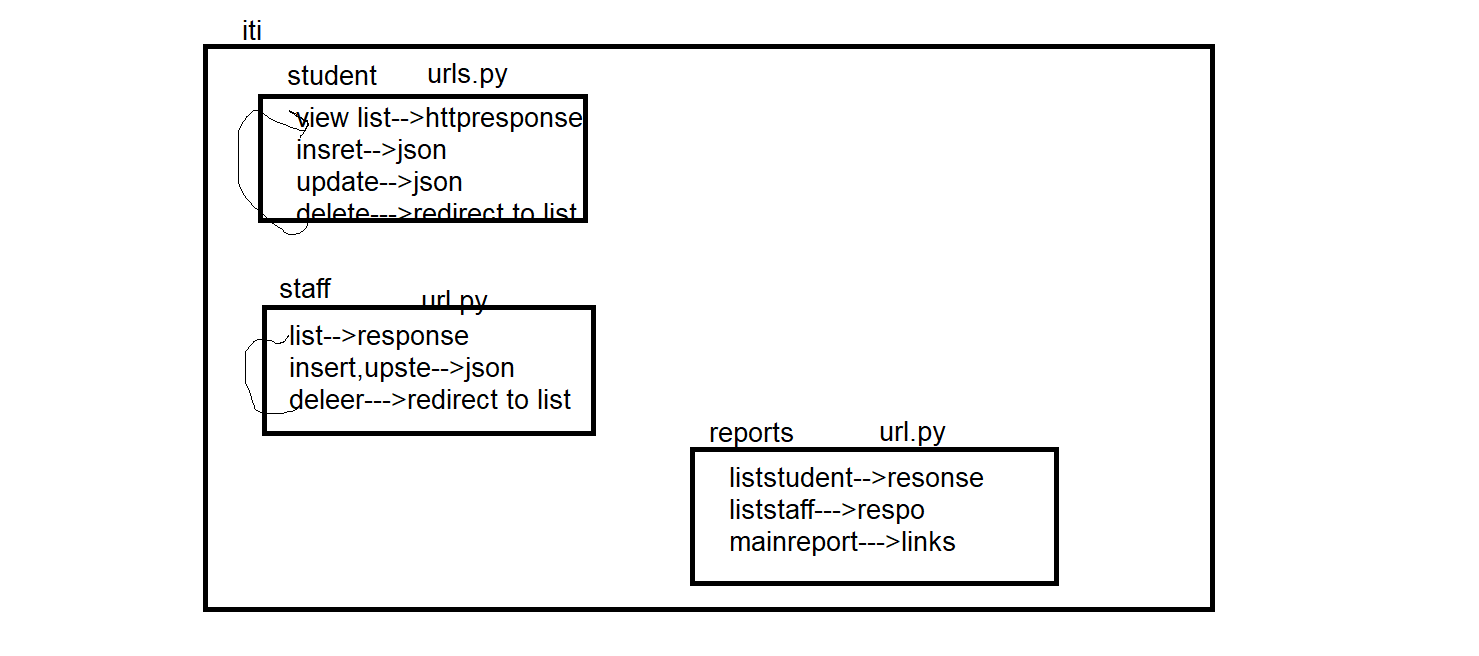 iti
student urls.py
view list-->httpresponse
insret-->json
update-->json
delete--->redirect to list
staff url.py
list-->response
insert,upste-->json
deleer--->redirect to list
reports url.py
liststudent-->resonse
liststaff--->respo
mainreport--->links